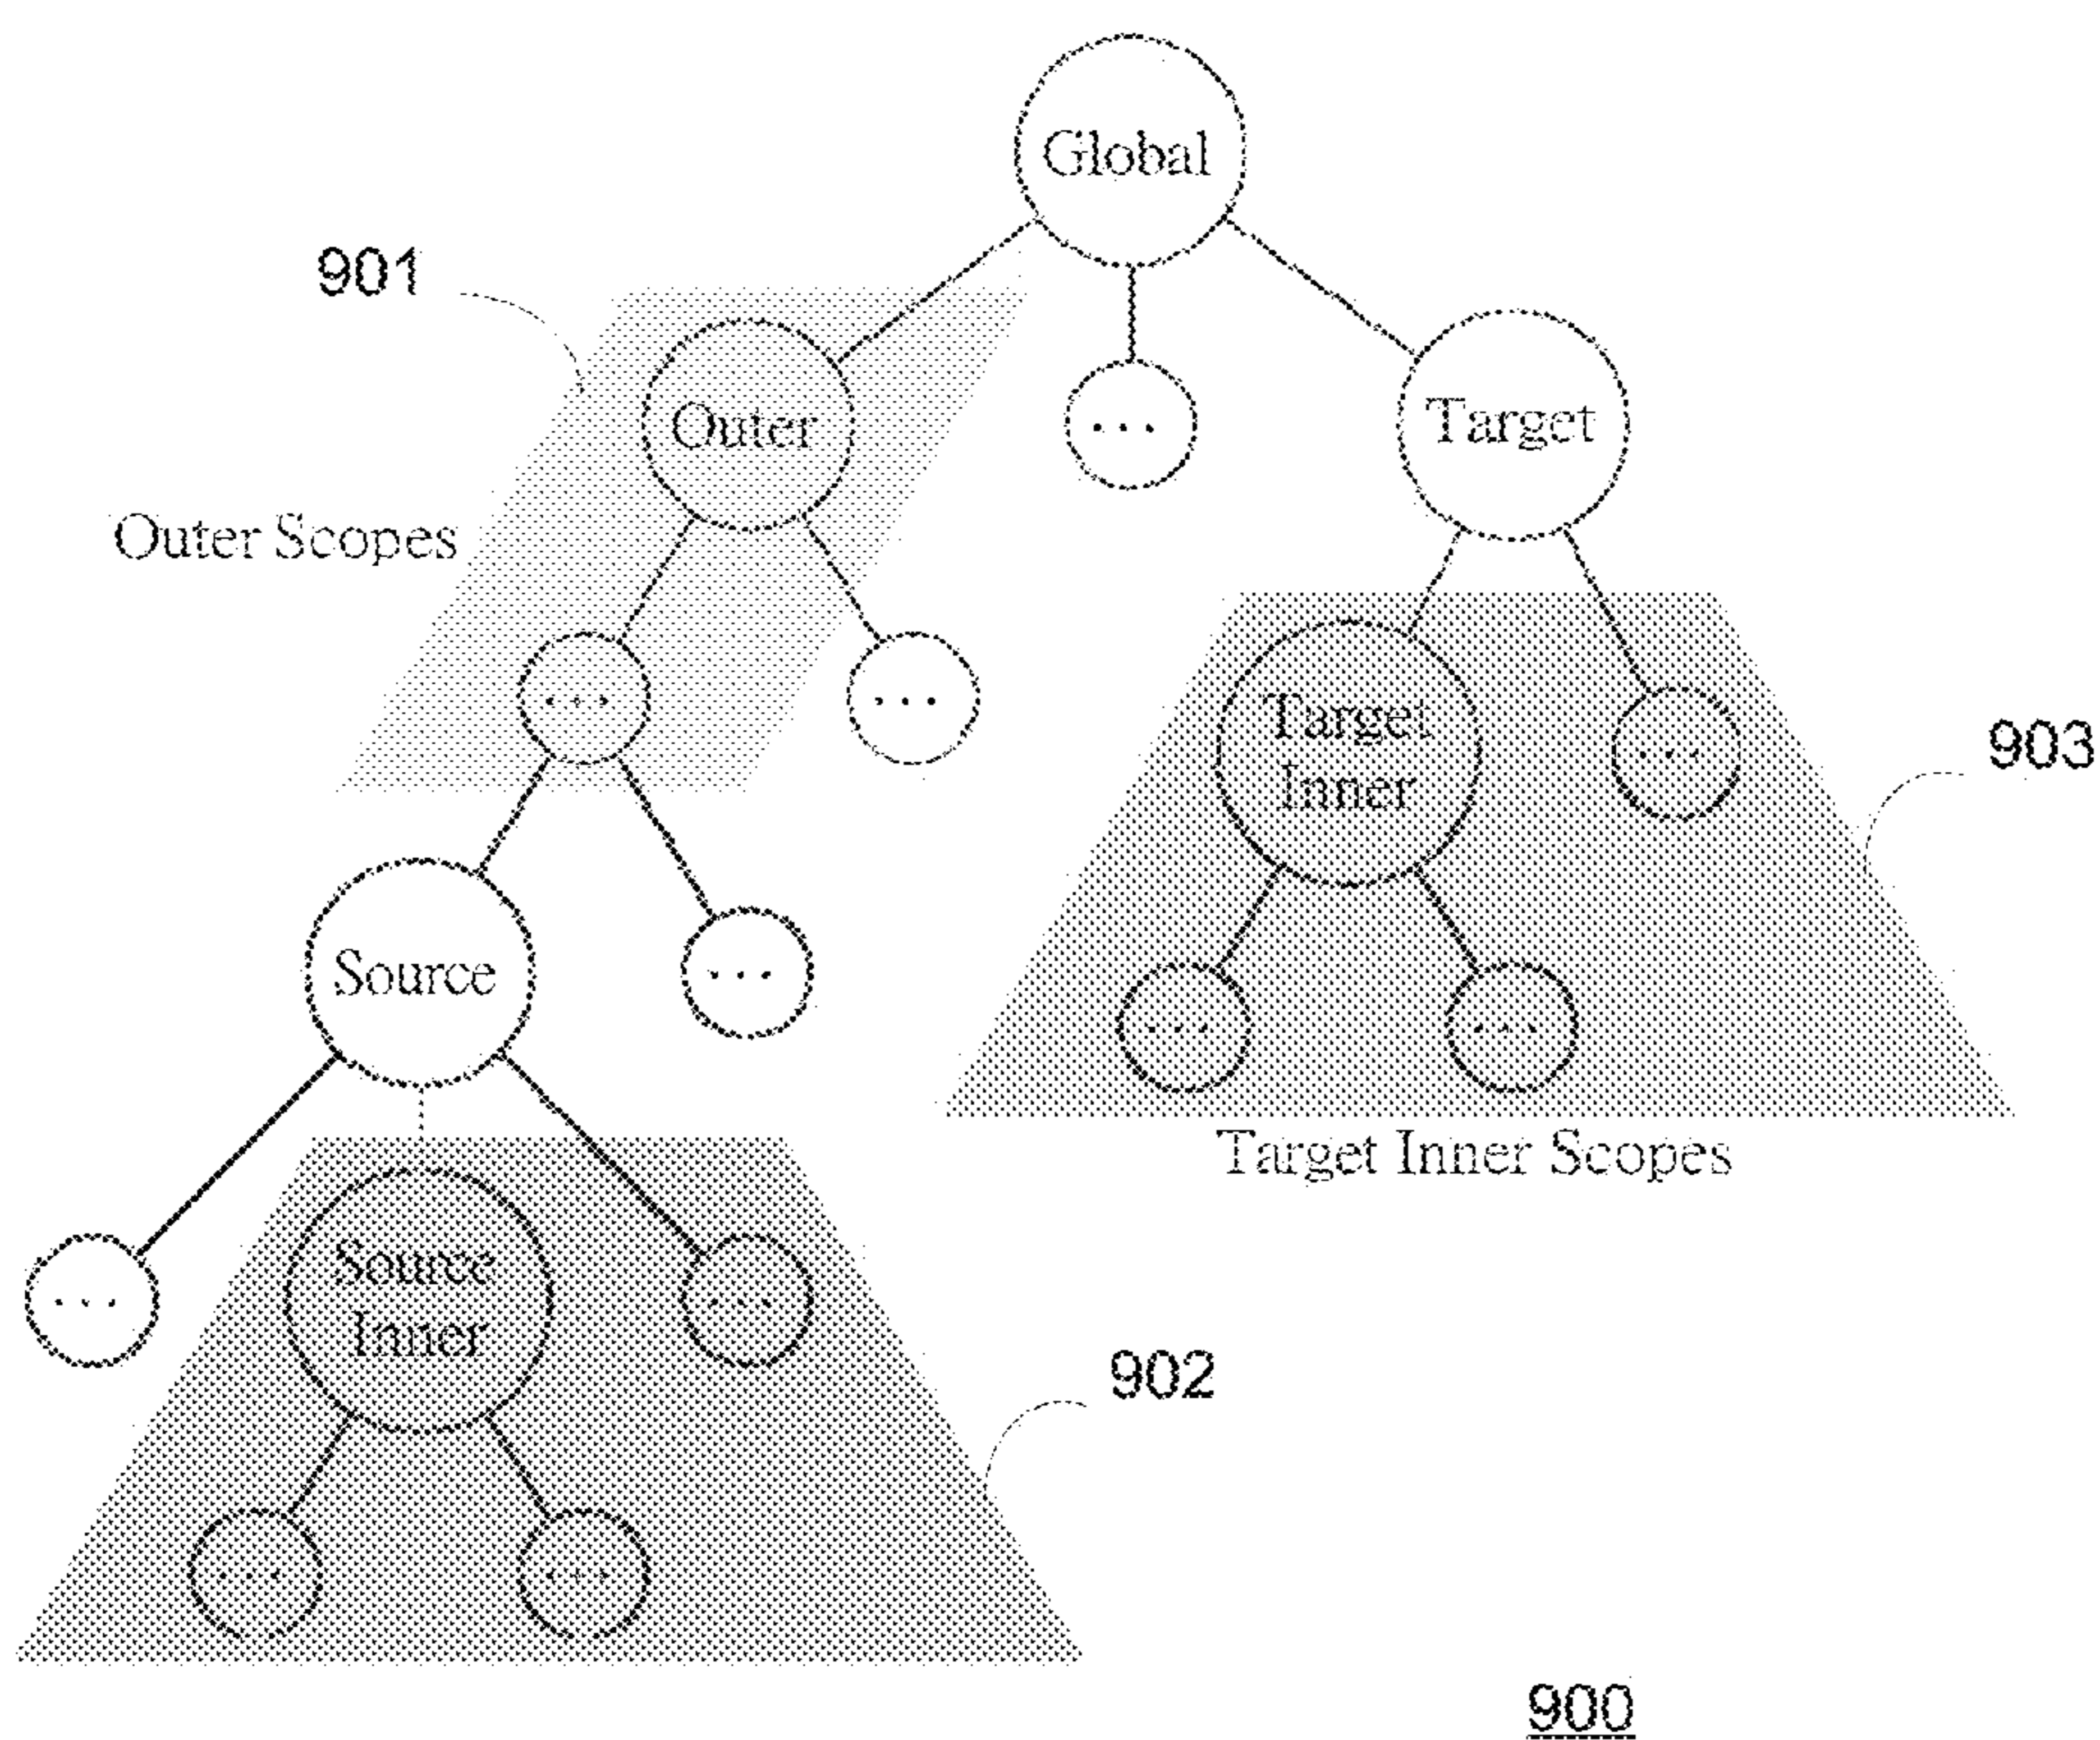 Global
901
Outer
...
Target
Outer Scopes
...
...
Target
Inner
...
903
Source
...
...
...
Target Inner Scopes
...
Source
Inner
...
902
...
...
900